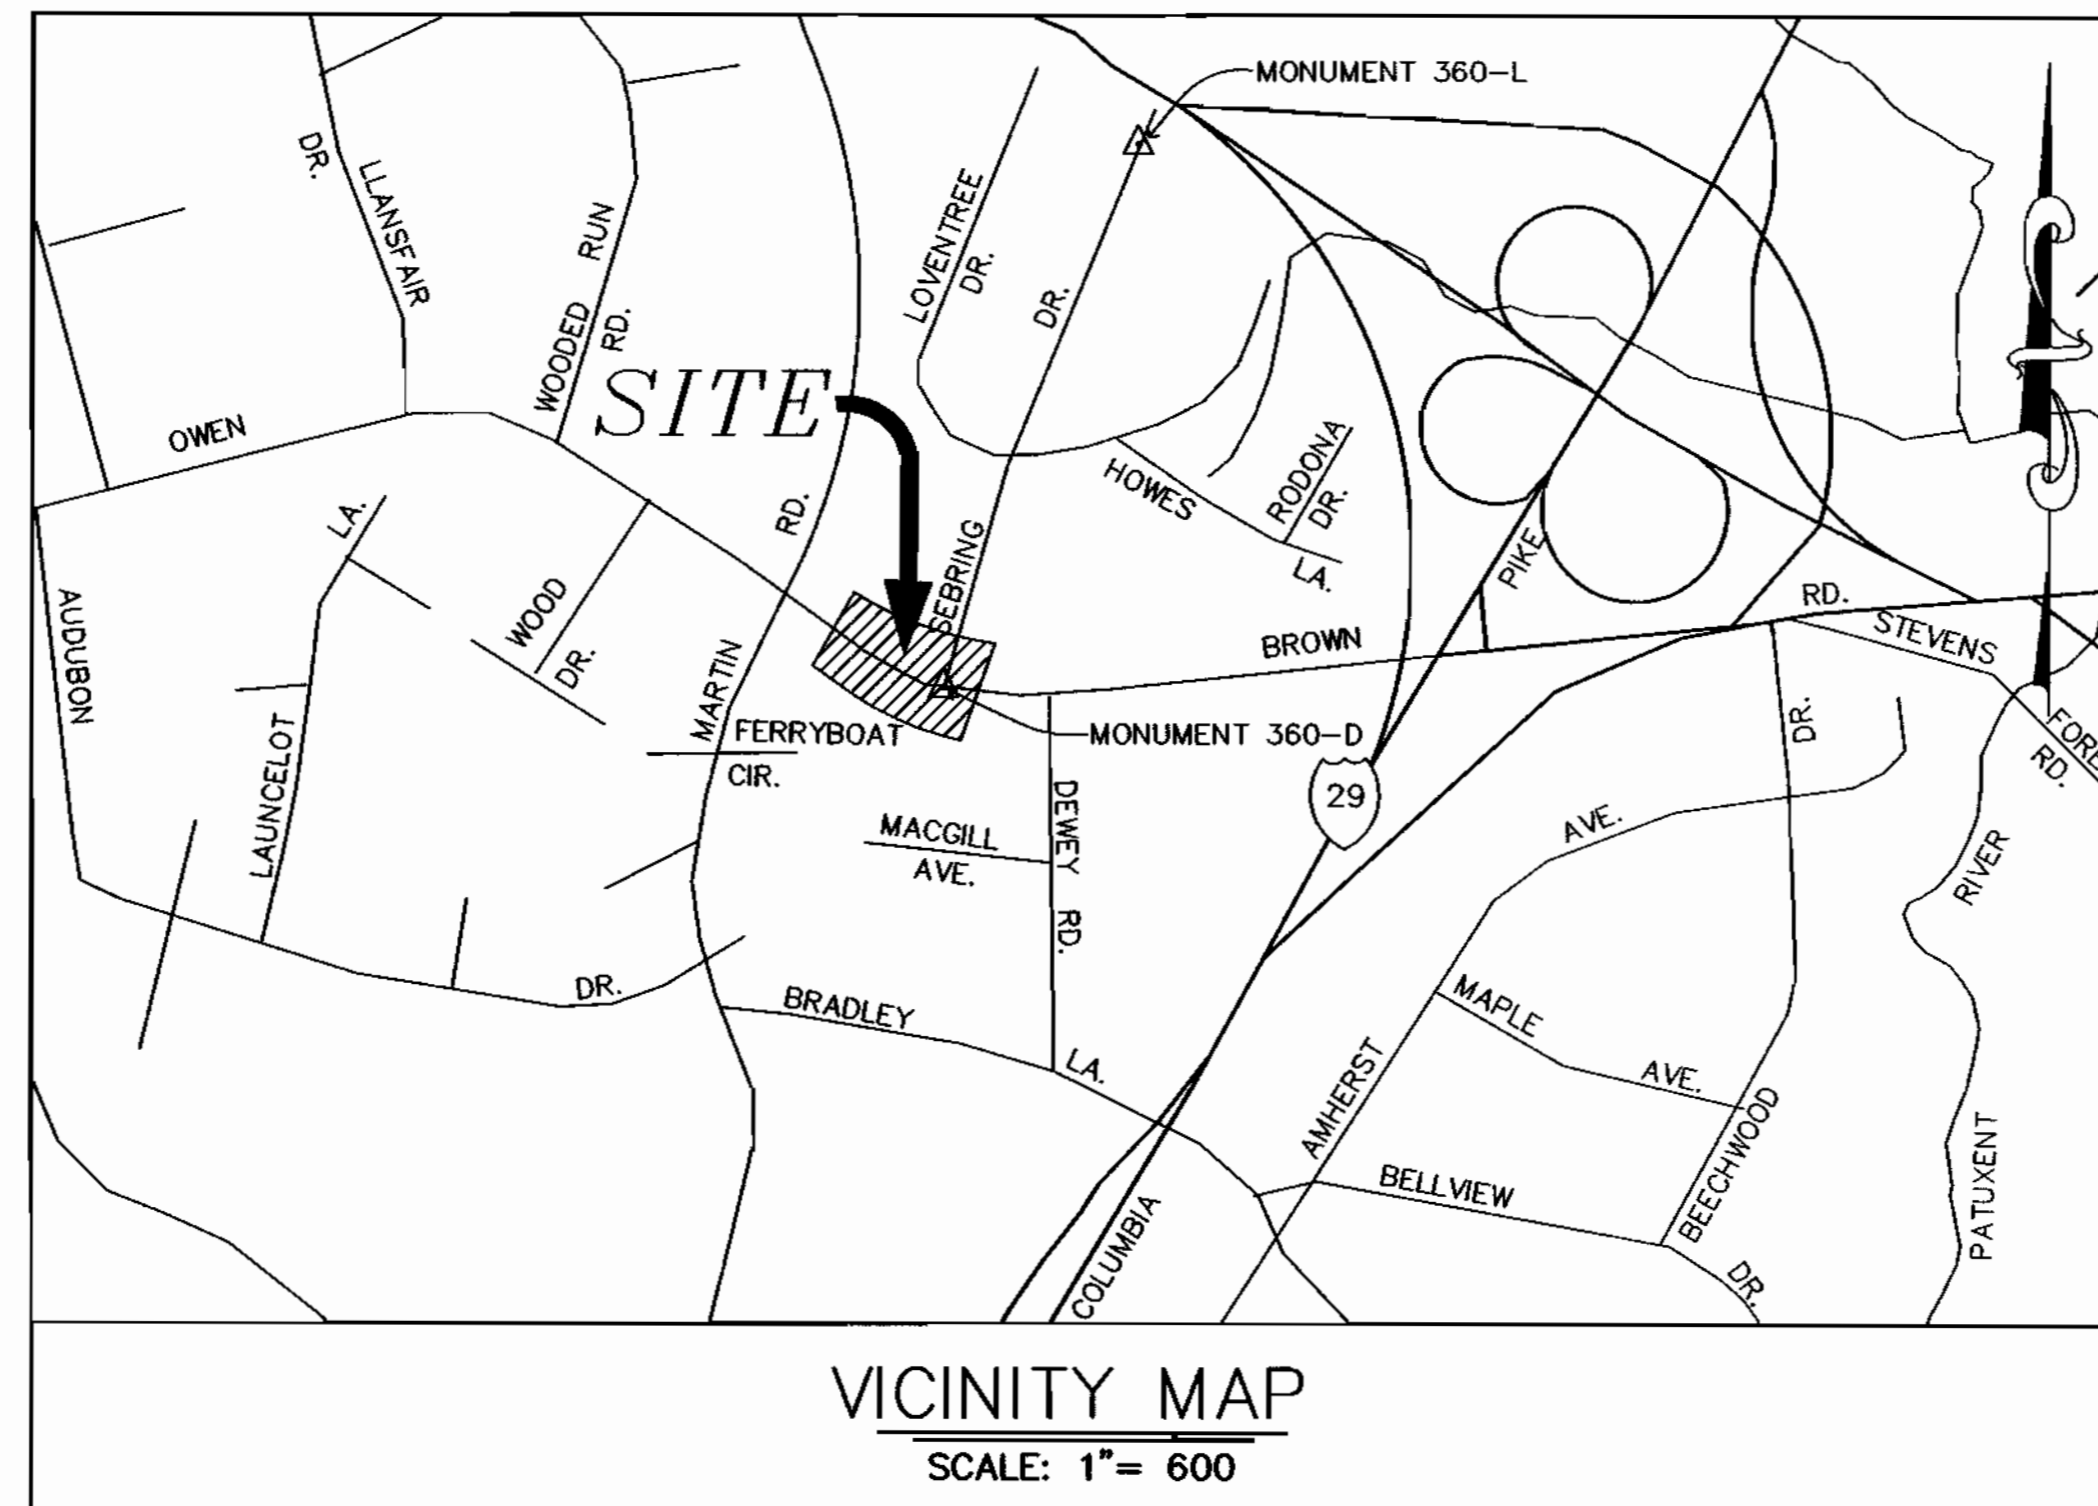 MONUMENT 360-L
DR.
LLANSFAIR
WOODED RUN
RD.
LOVENTREE
DR.
DR.
SITE
OWEN
LA.
RD.
SEBRING
HOWES
LA.
RODONA
DR.
PIKE
RD.
STEVENS
BROWN
AUDUBON
WOOD
DR.
MARTIN
FERRYBOAT
CIR.
MONUMENT 360-D
29
DR.
RD.
LAUNCELOT
MACGILL
AVE.
DEWEY RD.
AVE.
RIVER
DR.
BRADLEY
LA.
MAPLE
AVE.
AMHERST
BEECHWOOD
BELLVIEW
DR.
COLUMBIA
PATUXENT
VICINITY MAP
SCALE: 1"= 600